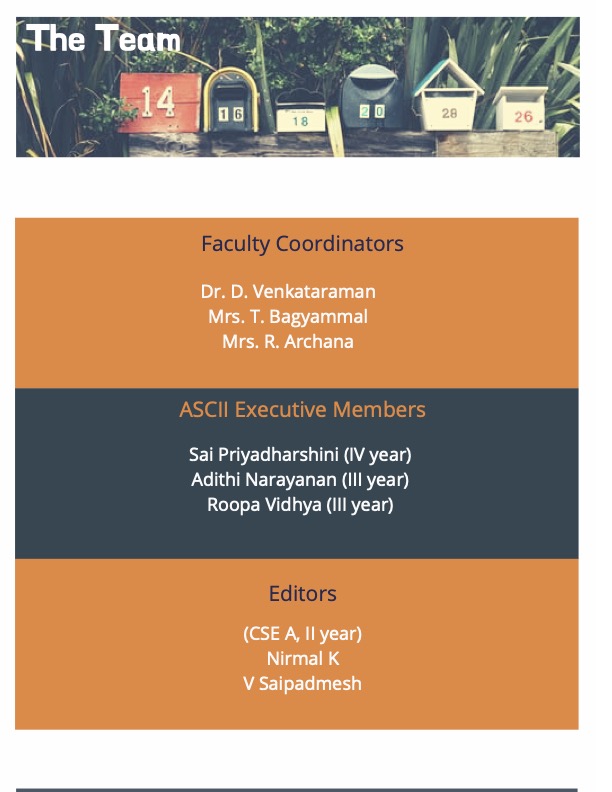 The Team
14
16
18
20
28
26
Faculty Coordinators
Dr. D. Venkataraman
Mrs. T. Bagyammal
Mrs. R. Archana
ASCII Executive Members
Sai Priyadharshini (IV year)
Adithi Narayanan (III year)
Roopa Vidhya (III year)
Editors
(CSE A, II year)
Nirmal K
V Saipadmesh